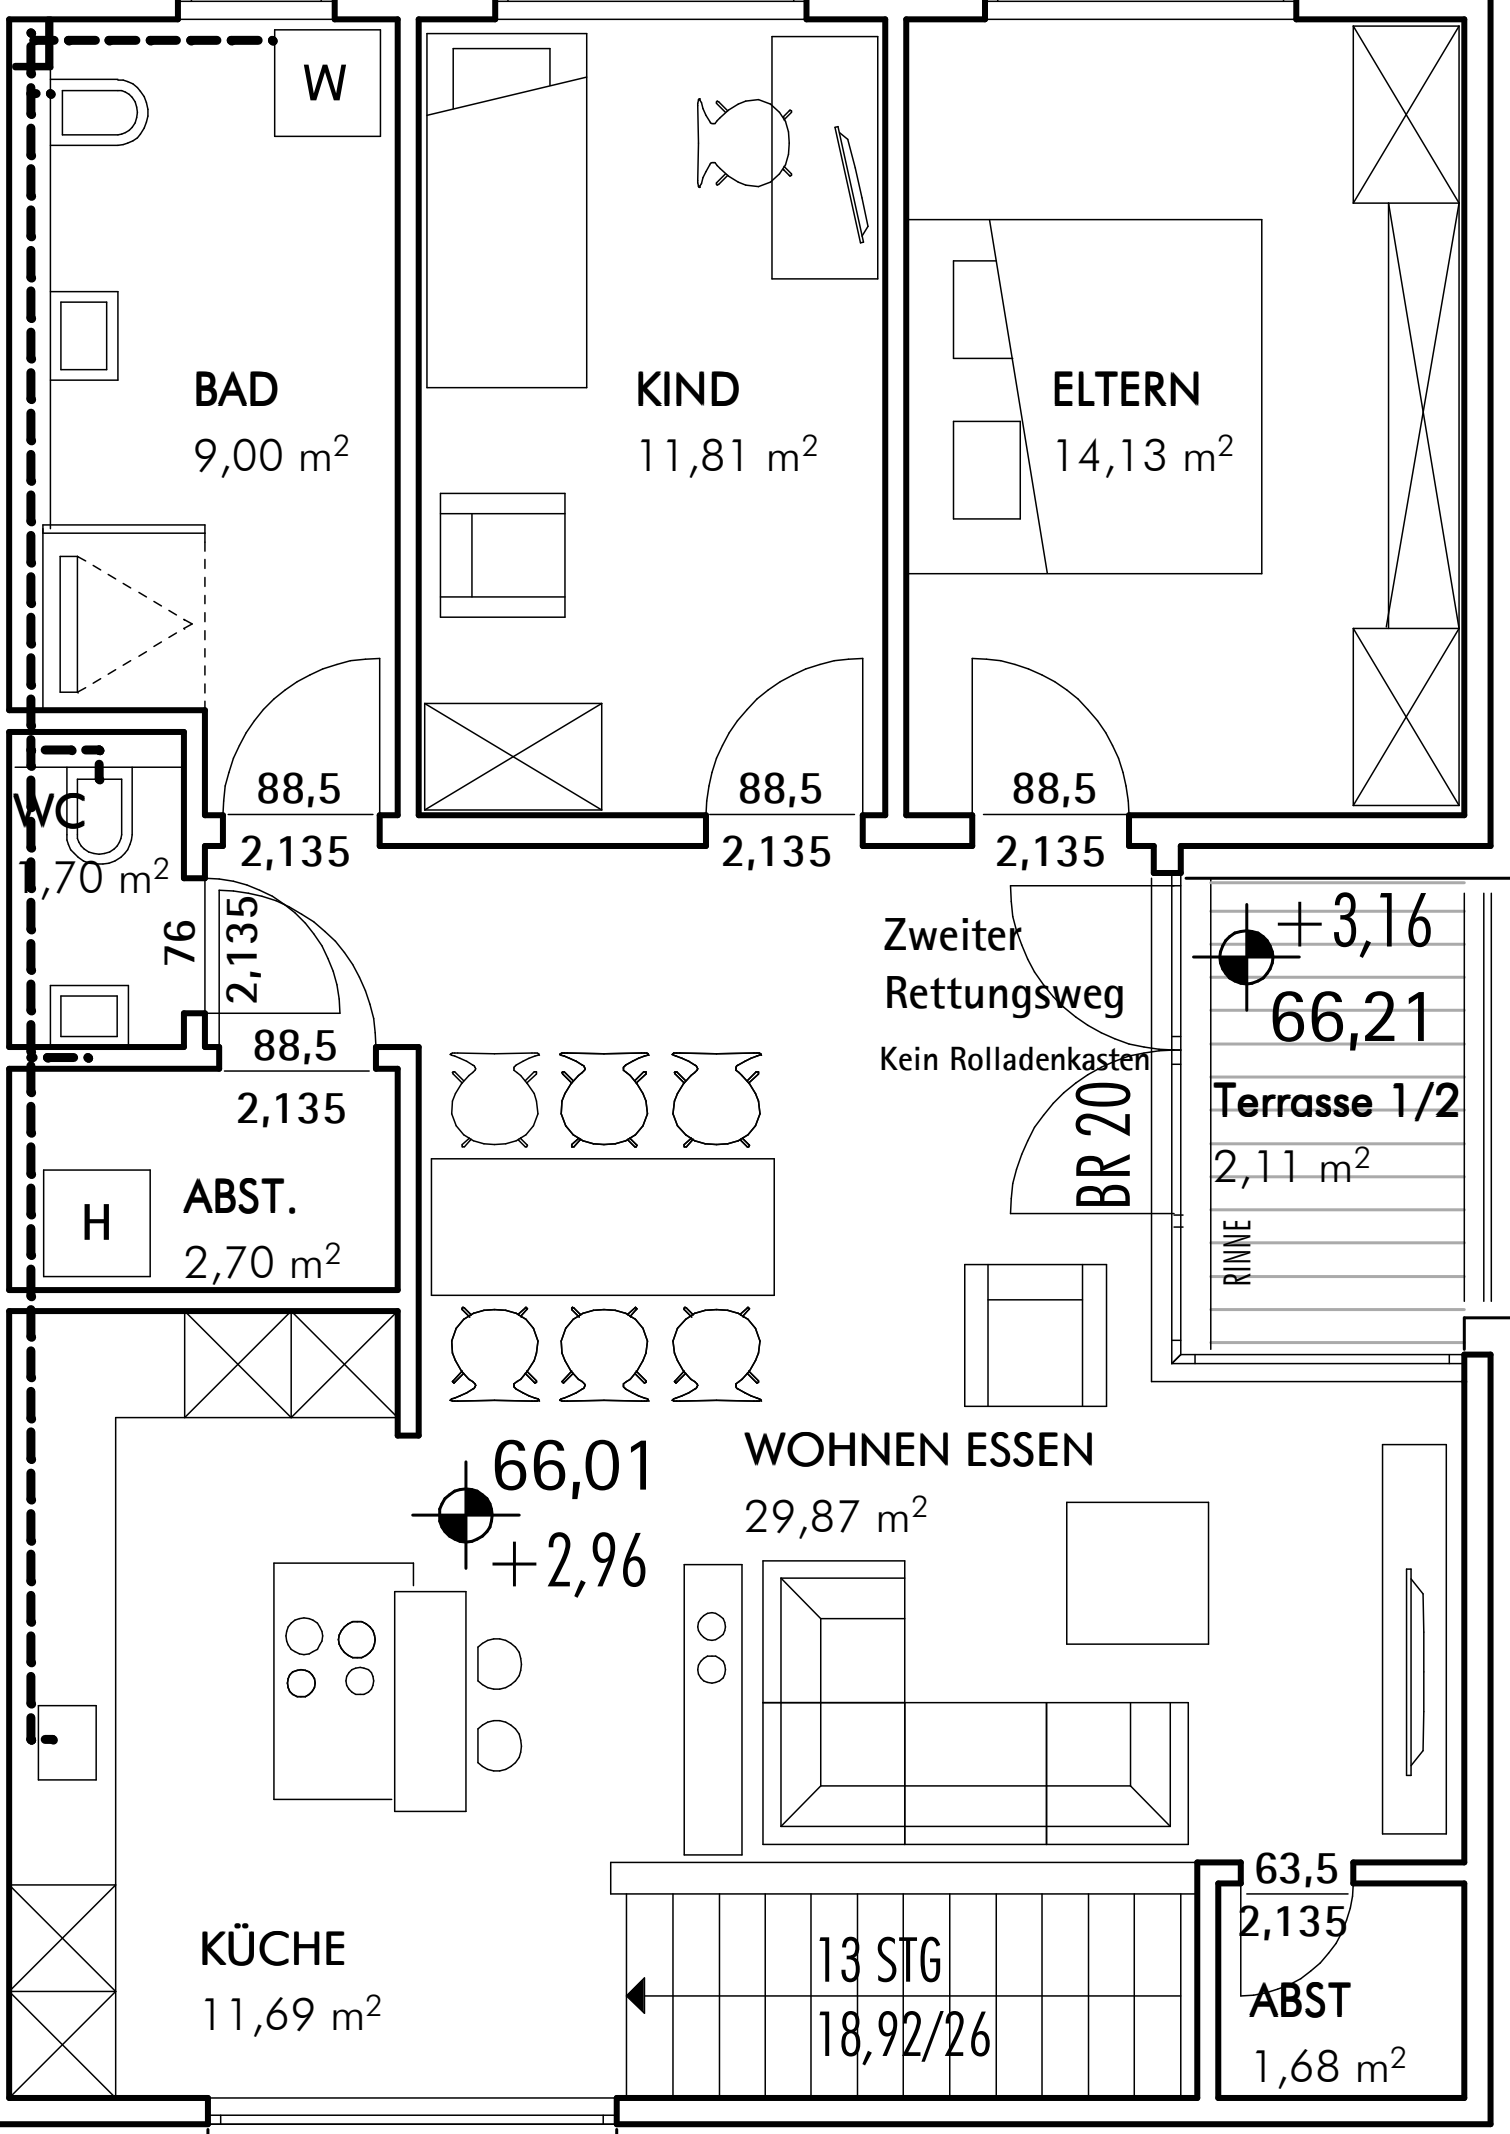 W
BAD
9,00 m²
KIND
11,81 m²
ELTERN
14,13 m²
88,5
2,135
88,5
2,135
88,5
2,135
WC
1,70 m²
76
2,135
88,5
2,135
Zweiter
Rettungsweg
Kein Rolladenkasten
BR 20
+3,16
66,21
Terrasse 1/2
2,11 m²
RINNE
H
ABST.
2,70 m²
66,01
+2,96
WOHNEN ESSEN
29,87 m²
KÜCHE
11,69 m²
13 STG
18,92/26
63,5
2,135
ABST
1,68 m²